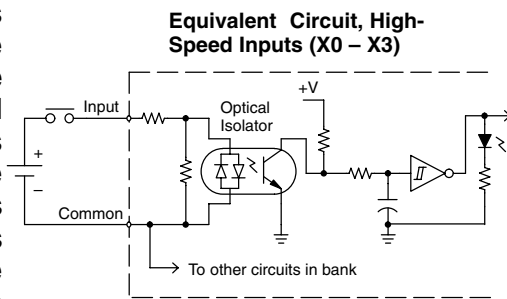 Equivalent Circuit, High-
Speed Inputs (X0 – X3)
+V
Input
Optical
Isolator
+
–
Common
To other circuits in bank